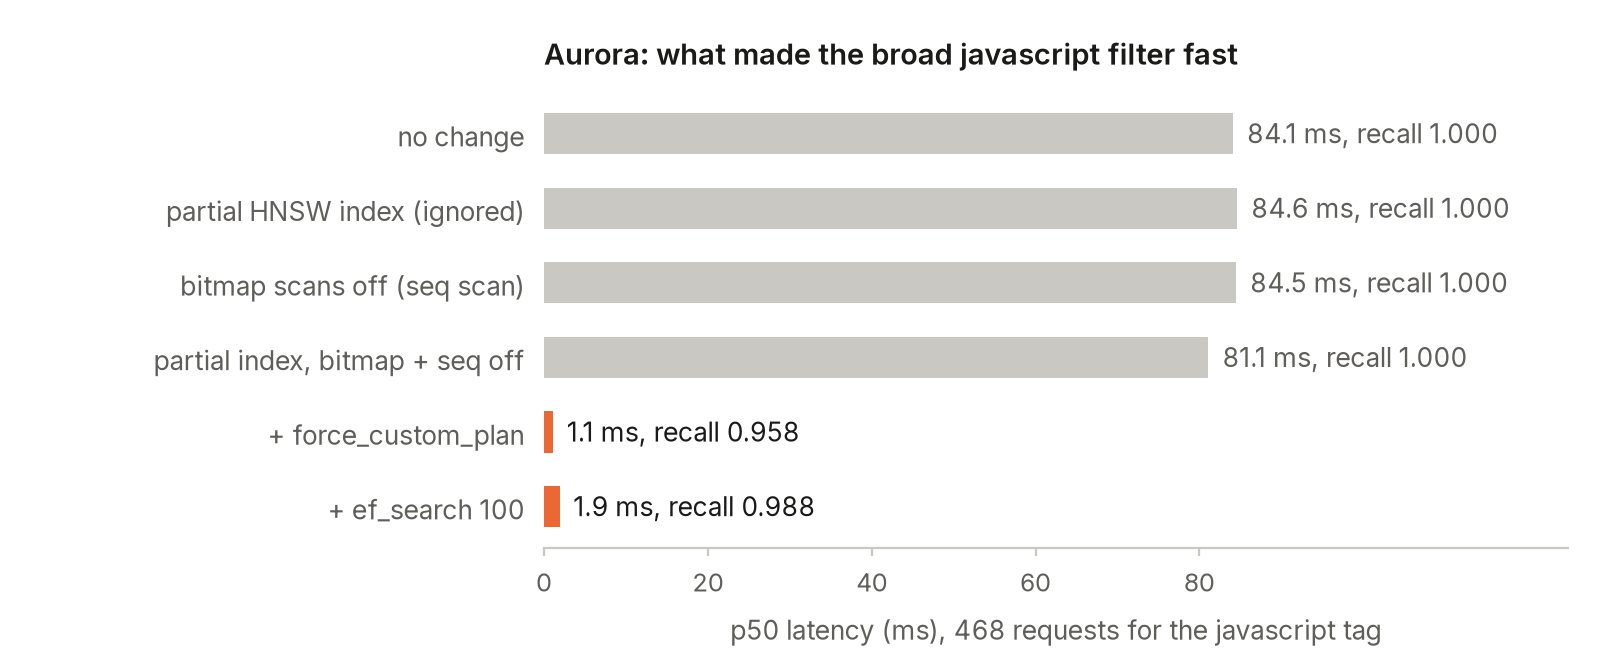 Aurora: what made the broad javascript filter fast
no change 84.1 ms, recall 1.000
partial HNSW index (ignored) 84.6 ms, recall 1.000
bitmap scans off (seq scan) 84.5 ms, recall 1.000
partial index, bitmap + seq off 81.1 ms, recall 1.000
+ force_custom_plan 1.1 ms, recall 0.958
+ ef_search 100 1.9 ms, recall 0.988
0 20 40 60 80
p50 latency (ms), 468 requests for the javascript tag